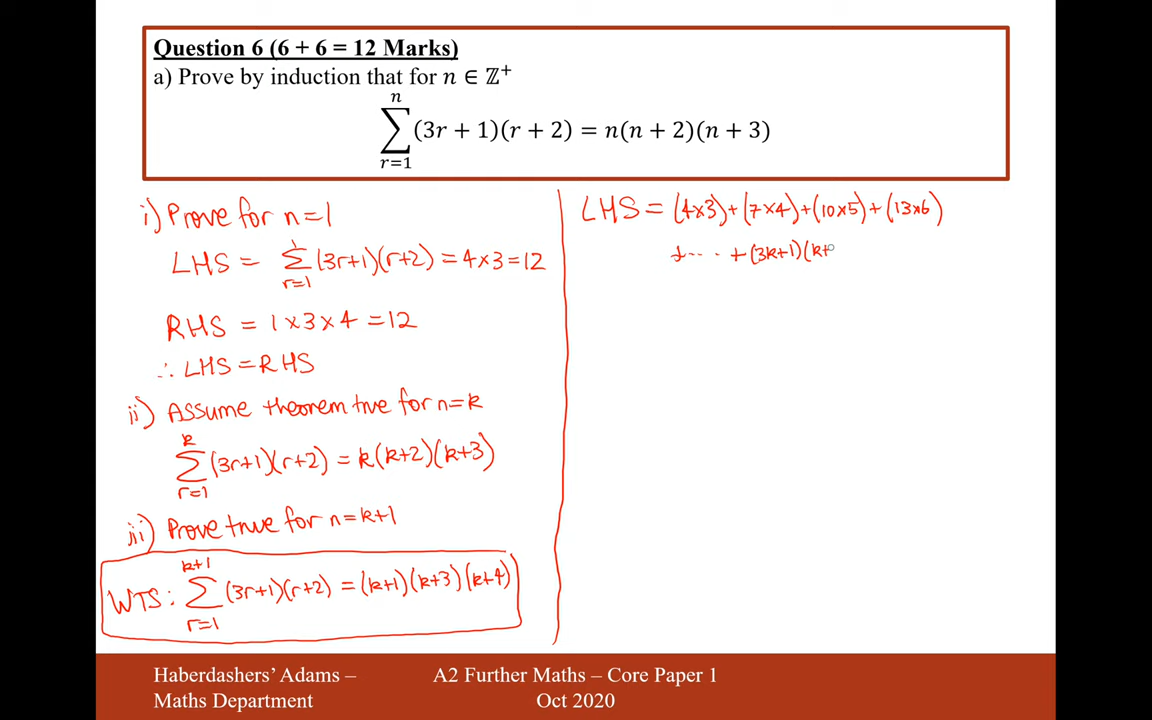 Question 6 (6 + 6 = 12 Marks)
a) Prove by induction that for n ∈ ℤ⁺
n
∑ (3r + 1)(r + 2) = n(n + 2)(n + 3)
r=1
i) Prove for n=1
1
LHS = ∑ (3r+1)(r+2) = 4×3=12
r=1
RHS = 1×3×4=12
∴ LHS=RHS
ii) Assume theorem true for n=k
k
∑ (3r+1)(r+2) = k(k+2)(k+3)
r=1
iii) Prove true for n=k+1
k+1
WTS: ∑ (3r+1)(r+2) = (k+1)(k+3)(k+4)
r=1
LHS = (4×3)+(7×4)+(10×5)+(13×6)
+.... +(3k+1)(k+
Haberdashers’ Adams –
Maths Department
A2 Further Maths – Core Paper 1
Oct 2020